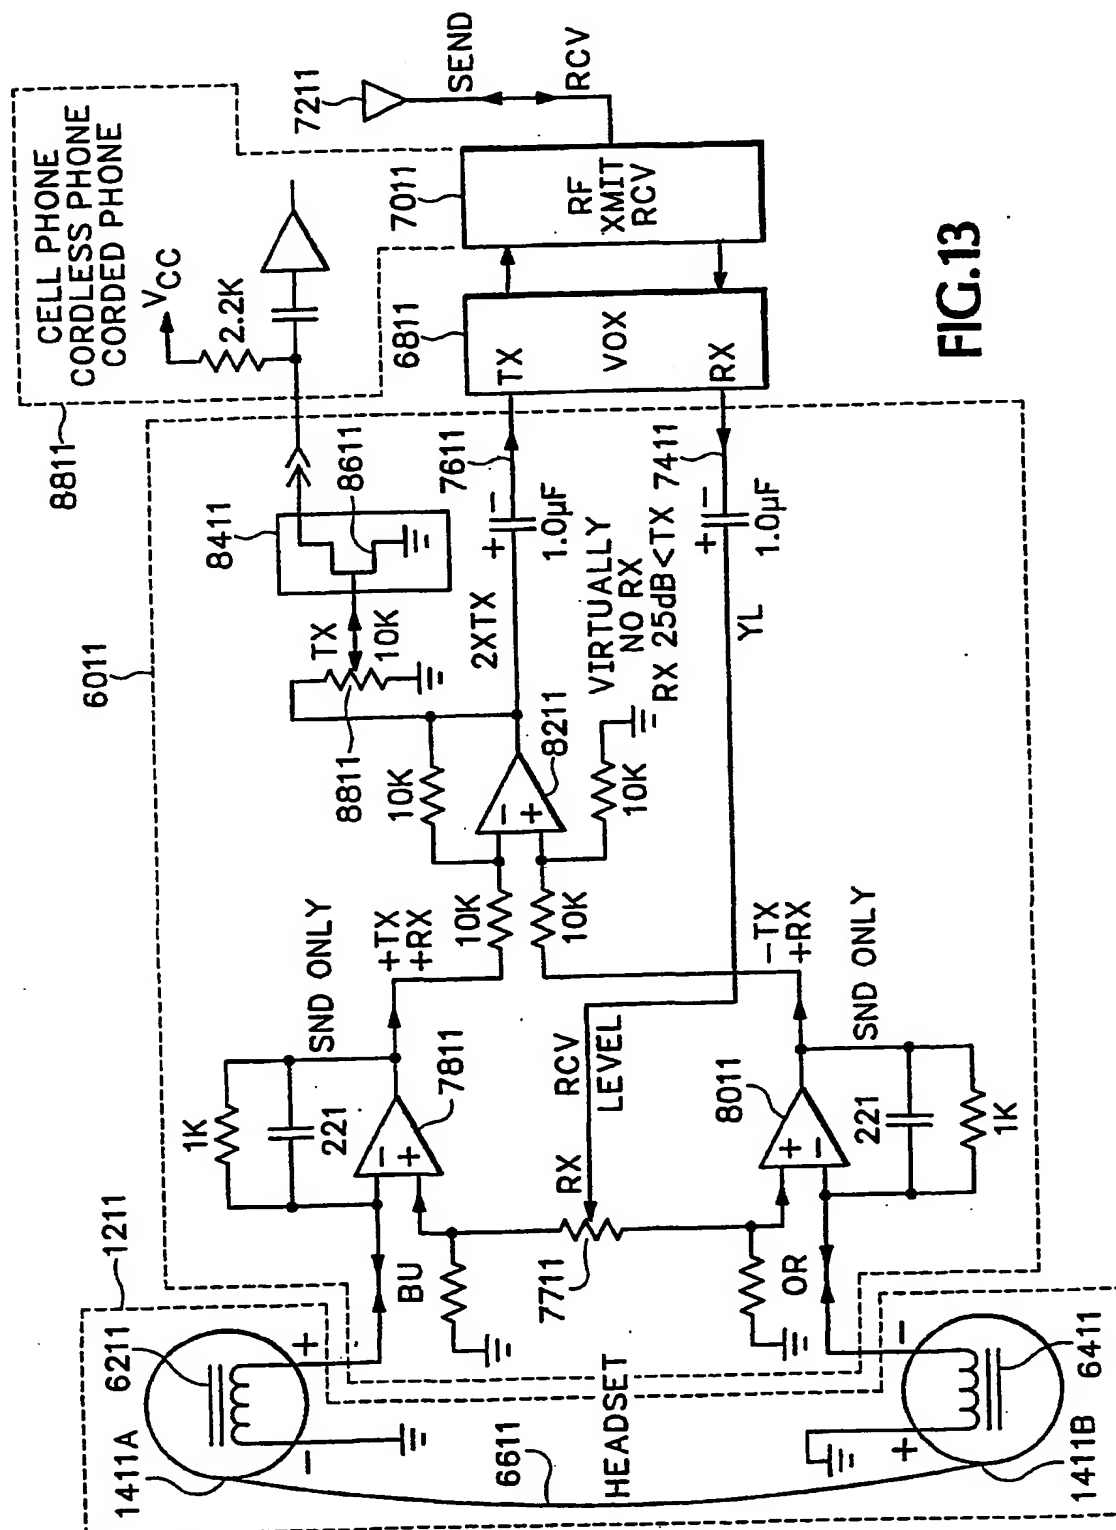 CELL PHONE
CORDLESS PHONE
CORDED PHONE
8811
VCC
2.2K
7211
SEND
RCV
7011
RF
XMIT
RCV
6811
TX
VOX
RX
6011
8411
8611
TX
10K
8811
2XTX
7611
+
−
1.0µF
VIRTUALLY
NO RX
RX 25dB<TX
7411
+
−
1.0µF
YL
10K
−
+
8211
10K
10K
10K
SND ONLY
+TX
+RX
1K
221
−
+
7811
RX
RCV
LEVEL
7711
−TX
+RX
SND ONLY
8011
+
−
221
1K
1211
BU
OR
6211
+
−
1411A
HEADSET
6611
−
+
6411
1411B
FIG.13